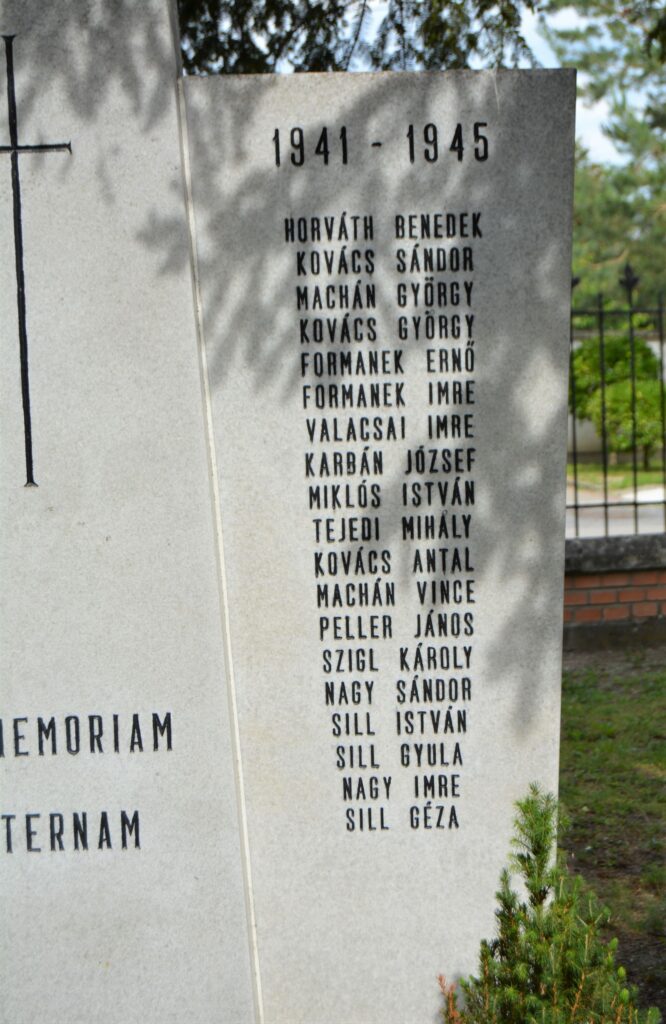 1941 - 1945
HORVÁTH BENEDEK
KOVÁCS SÁNDOR
MACHÁN GYÖRGY
KOVÁCS GYÖRGY
FORMANEK ERNŐ
FORMANEK IMRE
VALACSAI IMRE
KARBÁN JÓZSEF
MIKLÓS ISTVÁN
TEJEDI MIHÁLY
KOVÁCS ANTAL
MACHÁN VINCE
PELLER JÁNOS
SZIGL KÁROLY
NAGY SÁNDOR
SILL ISTVÁN
SILL GYULA
NAGY IMRE
SILL GÉZA
MEMORIAM
TERNAM